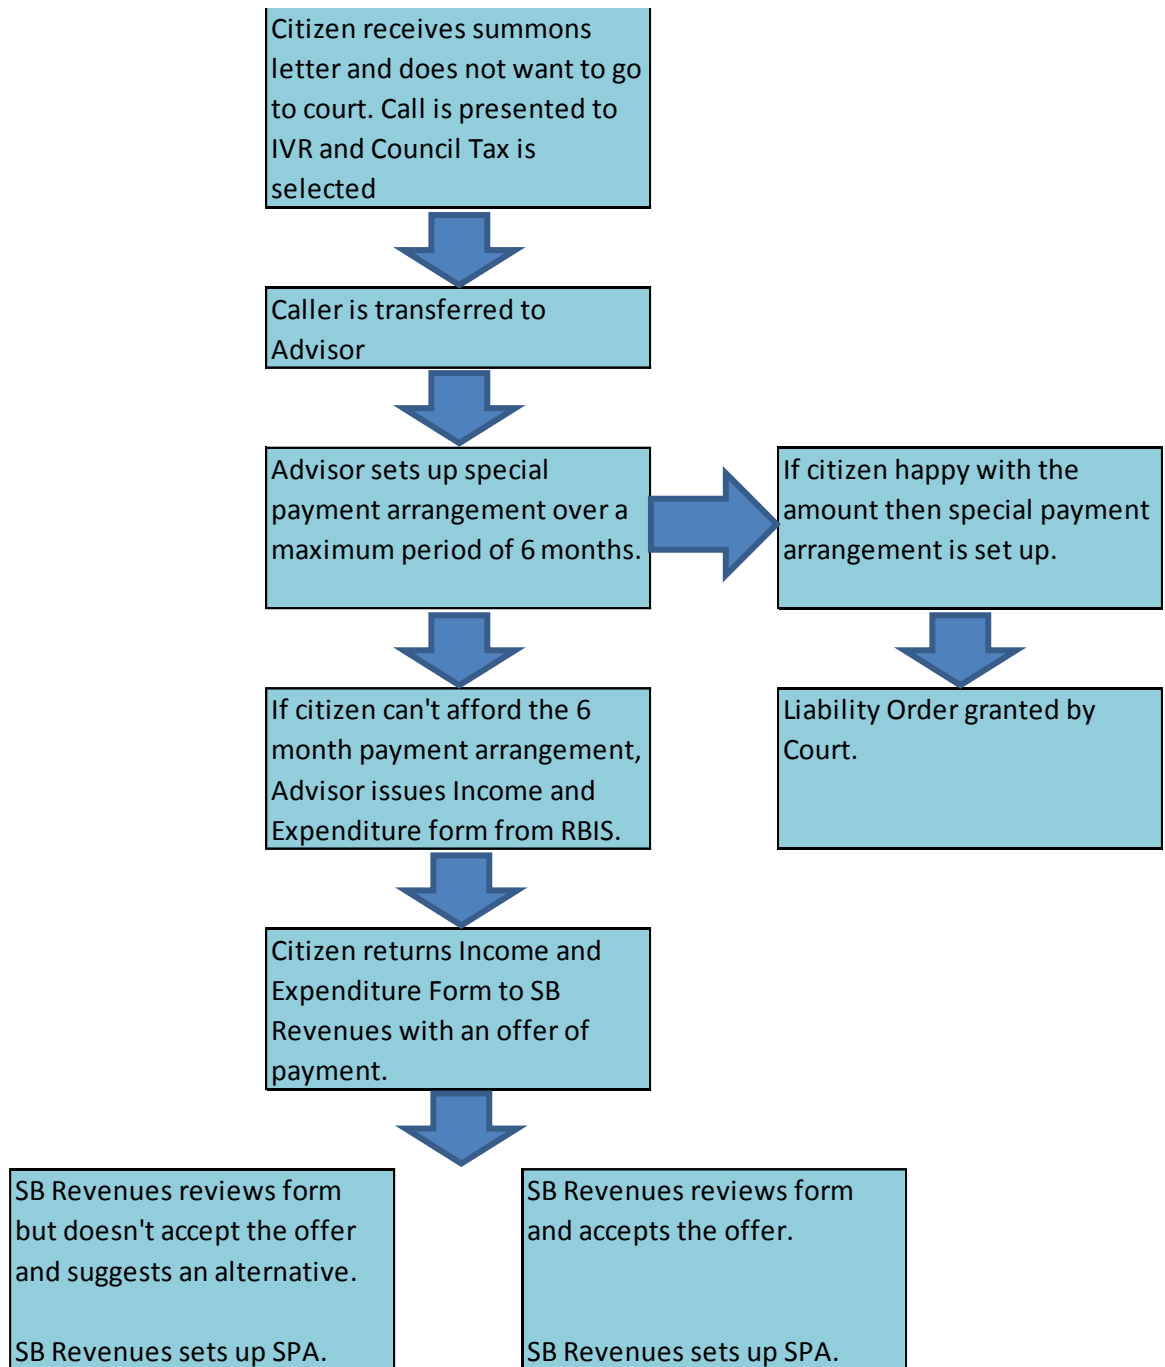 Citizen receives summons
letter and does not want to go
to court. Call is presented to
IVR and Council Tax is
selected
Caller is transferred to
Advisor
Advisor sets up special
payment arrangement over a
maximum period of 6 months.
If citizen happy with the
amount then special payment
arrangement is set up.
If citizen can't afford the 6
month payment arrangement,
Advisor issues Income and
Expenditure form from RBIS.
Liability Order granted by
Court.
Citizen returns Income and
Expenditure Form to SB
Revenues with an offer of
payment.
SB Revenues reviews form
but doesn't accept the offer
and suggests an alternative.
SB Revenues sets up SPA.
SB Revenues reviews form
and accepts the offer.
SB Revenues sets up SPA.